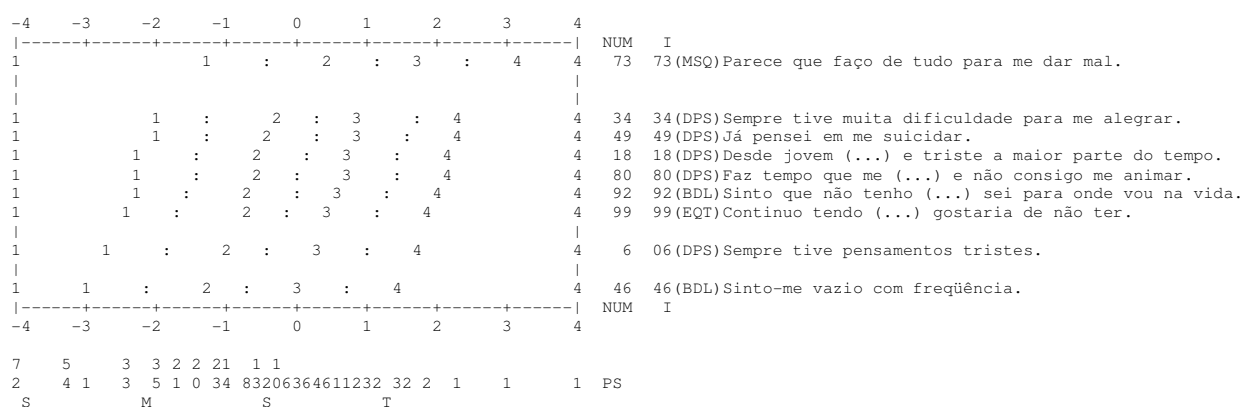 -4 -3 -2 -1 0 1 2 3 4
|------+------+------+------+------+------+------+------| NUM I
1 1 : 2 : 3 : 4 4 73 73(MSQ)Parece que faço de tudo para me dar mal.
| |
| |
1 1 : 2 : 3 : 4 4 34 34(DPS)Sempre tive muita dificuldade para me alegrar.
1 1 : 2 : 3 : 4 4 49 49(DPS)Já pensei em me suicidar.
1 1 : 2 : 3 : 4 4 18 18(DPS)Desde jovem (...) e triste a maior parte do tempo.
1 1 : 2 : 3 : 4 4 80 80(DPS)Faz tempo que me (...) e não consigo me animar.
1 1 : 2 : 3 : 4 4 92 92(BDL)Sinto que não tenho (...) sei para onde vou na vida.
1 1 : 2 : 3 : 4 4 99 99(EQT)Continuo tendo (...) gostaria de não ter.
| |
1 1 : 2 : 3 : 4 4 6 06(DPS)Sempre tive pensamentos tristes.
| |
1 1 : 2 : 3 : 4 4 46 46(BDL)Sinto-me vazio com freqüência.
|------+------+------+------+------+------+------+------| NUM I
-4 -3 -2 -1 0 1 2 3 4
7 5 3 3 2 2 21 1 1
2 4 1 3 5 1 0 34 83206364611232 32 2 1 1 1 PS
S M S T